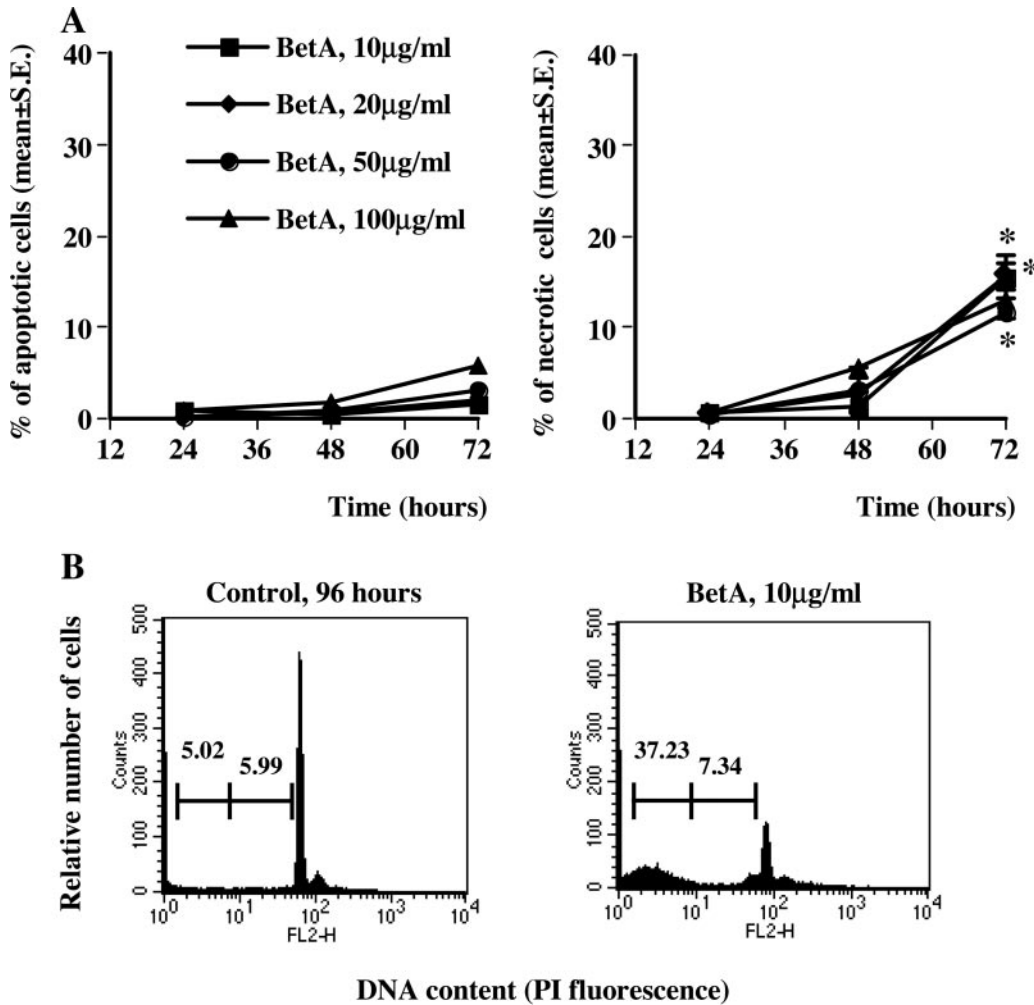 A
% of apoptotic cells (mean±S.E.)
40
30
20
10
0
12 24 36 48 60 72
Time (hours)
BetA, 10µg/ml
BetA, 20µg/ml
BetA, 50µg/ml
BetA, 100µg/ml
% of necrotic cells (mean±S.E.)
40
30
20
10
0
12 24 36 48 60 72
Time (hours)
*
*
*
B
Relative number of cells
Control, 96 hours
Counts
500
400
300
200
100
0
5.02
5.99
10^0 10^1 10^2 10^3 10^4
FL2-H
BetA, 10µg/ml
Counts
500
400
300
200
100
0
37.23
7.34
10^0 10^1 10^2 10^3 10^4
FL2-H
DNA content (PI fluorescence)